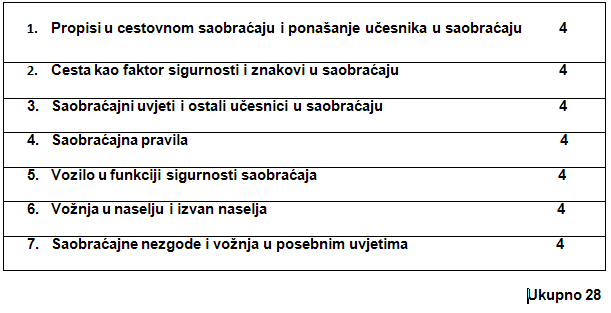 1. Propisi u cestovnom saobraćaju i ponašanje učesnika u saobraćaju 4
2. Cesta kao faktor sigurnosti i znakovi u saobraćaju 4
3. Saobraćajni uvjeti i ostali učesnici u saobraćaju 4
4. Saobraćajna pravila 4
5. Vozilo u funkciji sigurnosti saobraćaja 4
6. Vožnja u naselju i izvan naselja 4
7. Saobraćajne nezgode i vožnja u posebnim uvjetima 4
Ukupno 28